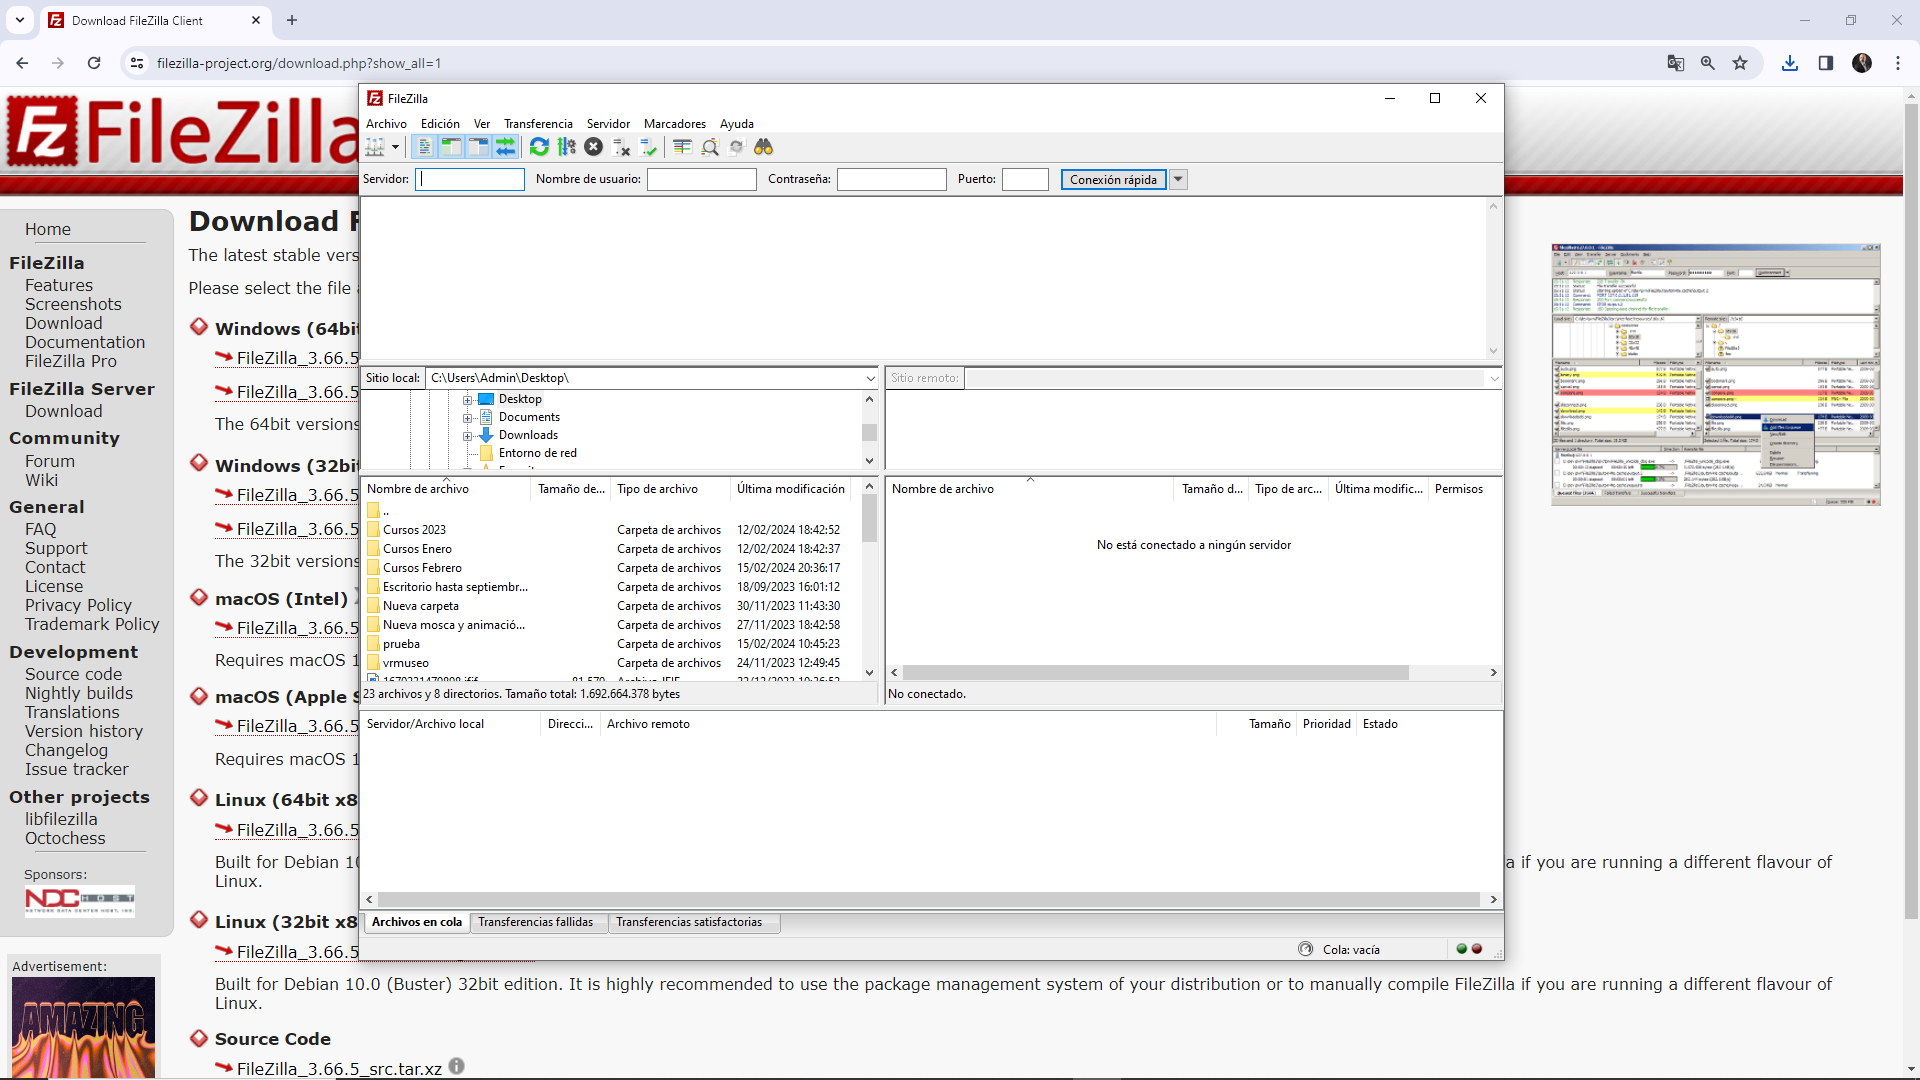 Download FileZilla Client
filezilla-project.org/download.php?show_all=1
FileZilla
Home
FileZilla
Features
Screenshots
Download
Documentation
FileZilla Pro
FileZilla Server
Download
Community
Forum
Wiki
General
FAQ
Support
Contact
License
Privacy Policy
Trademark Policy
Development
Source code
Nightly builds
Translations
Version history
Changelog
Issue tracker
Other projects
libfilezilla
Octochess
Sponsors:
NDCHOST
NETWORK DATA CENTER HOST, INC.
Advertisement:
AMAZING
Download F
The latest stable vers
Please select the file
Windows (64bit
FileZilla_3.66.5
FileZilla_3.66.5
The 64bit versions
Windows (32bit
FileZilla_3.66.5
FileZilla_3.66.5
The 32bit versions
macOS (Intel)
FileZilla_3.66.5
Requires macOS 1
macOS (Apple S
FileZilla_3.66.5
Requires macOS 1
Linux (64bit x8
FileZilla_3.66.5
Built for Debian 10
a if you are running a different flavour of
Linux.
Linux (32bit x8
FileZilla_3.66.5
Built for Debian 10.0 (Buster) 32bit edition. It is highly recommended to use the package management system of your distribution or to manually compile FileZilla if you are running a different flavour of
Linux.
Source Code
FileZilla_3.66.5_src.tar.xz
FileZilla
Archivo Edición Ver Transferencia Servidor Marcadores Ayuda
Servidor: Nombre de usuario: Contraseña: Puerto: Conexión rápida
Sitio local: C:\Users\Admin\Desktop\
Desktop
Documents
Downloads
Entorno de red
Sitio remoto:
Nombre de archivo Tamaño de... Tipo de archivo Última modificación
..
Cursos 2023 Carpeta de archivos 12/02/2024 18:42:52
Cursos Enero Carpeta de archivos 12/02/2024 18:42:37
Cursos Febrero Carpeta de archivos 15/02/2024 20:36:17
Escritorio hasta septiembr... Carpeta de archivos 18/09/2023 16:01:12
Nueva carpeta Carpeta de archivos 30/11/2023 11:43:30
Nueva mosca y animació... Carpeta de archivos 27/11/2023 18:42:58
prueba Carpeta de archivos 15/02/2024 10:45:23
vrmuseo Carpeta de archivos 24/11/2023 12:49:45
23 archivos y 8 directorios. Tamaño total: 1.692.664.378 bytes
Nombre de archivo Tamaño d... Tipo de arc... Última modific... Permisos
No está conectado a ningún servidor
No conectado.
Servidor/Archivo local Direcci... Archivo remoto Tamaño Prioridad Estado
Archivos en cola Transferencias fallidas Transferencias satisfactorias
Cola: vacía